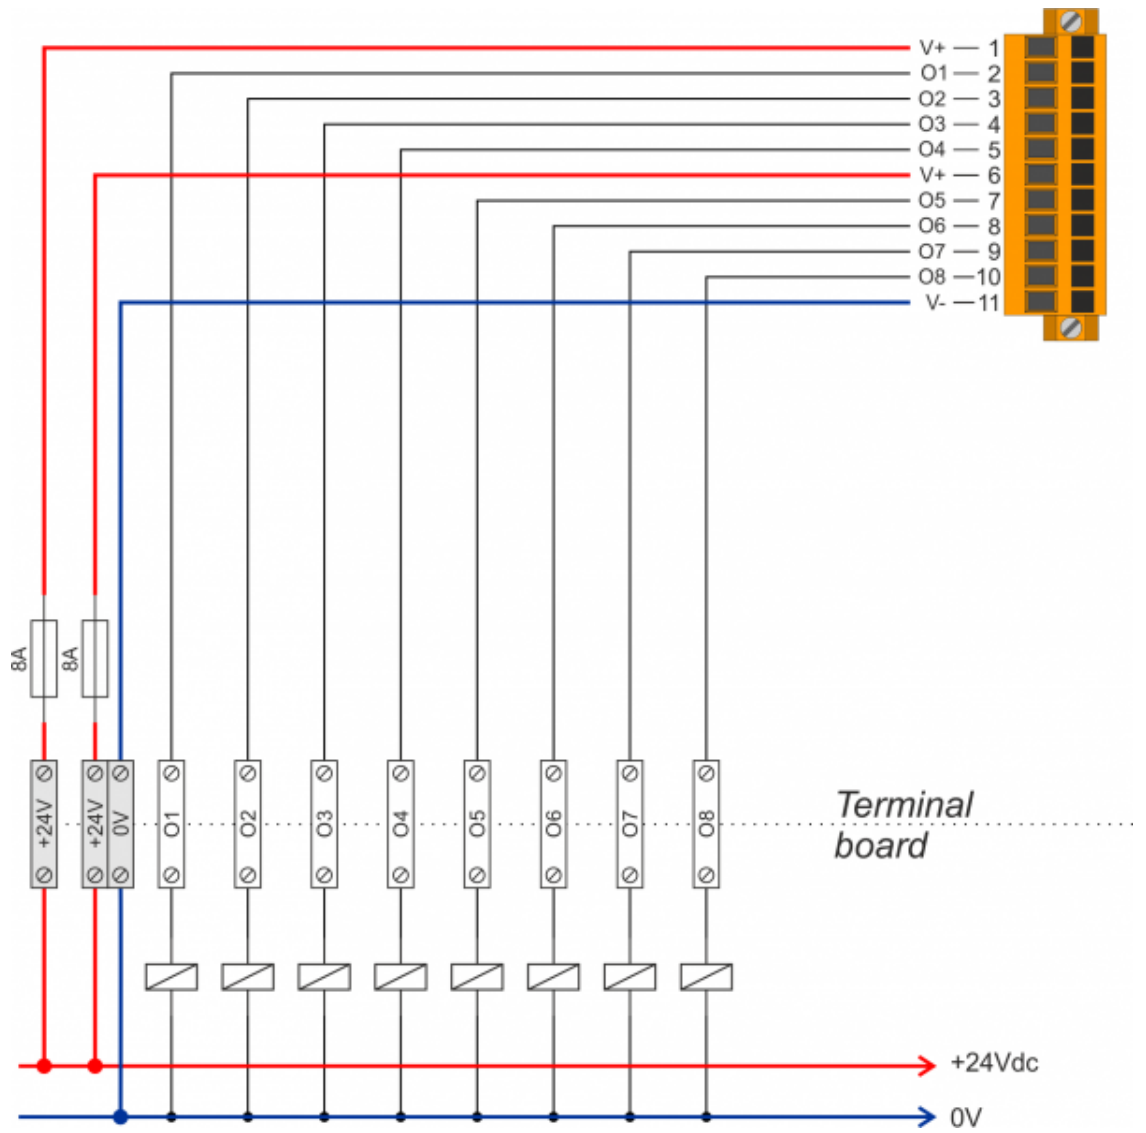 V+ — 1
O1 — 2
O2 — 3
O3 — 4
O4 — 5
V+ — 6
O5 — 7
O6 — 8
O7 — 9
O8 —10
V- —11
8A
8A
+24V
+24V
0V
O1
O2
O3
O4
O5
O6
O7
O8
Terminal
board
+24Vdc
0V